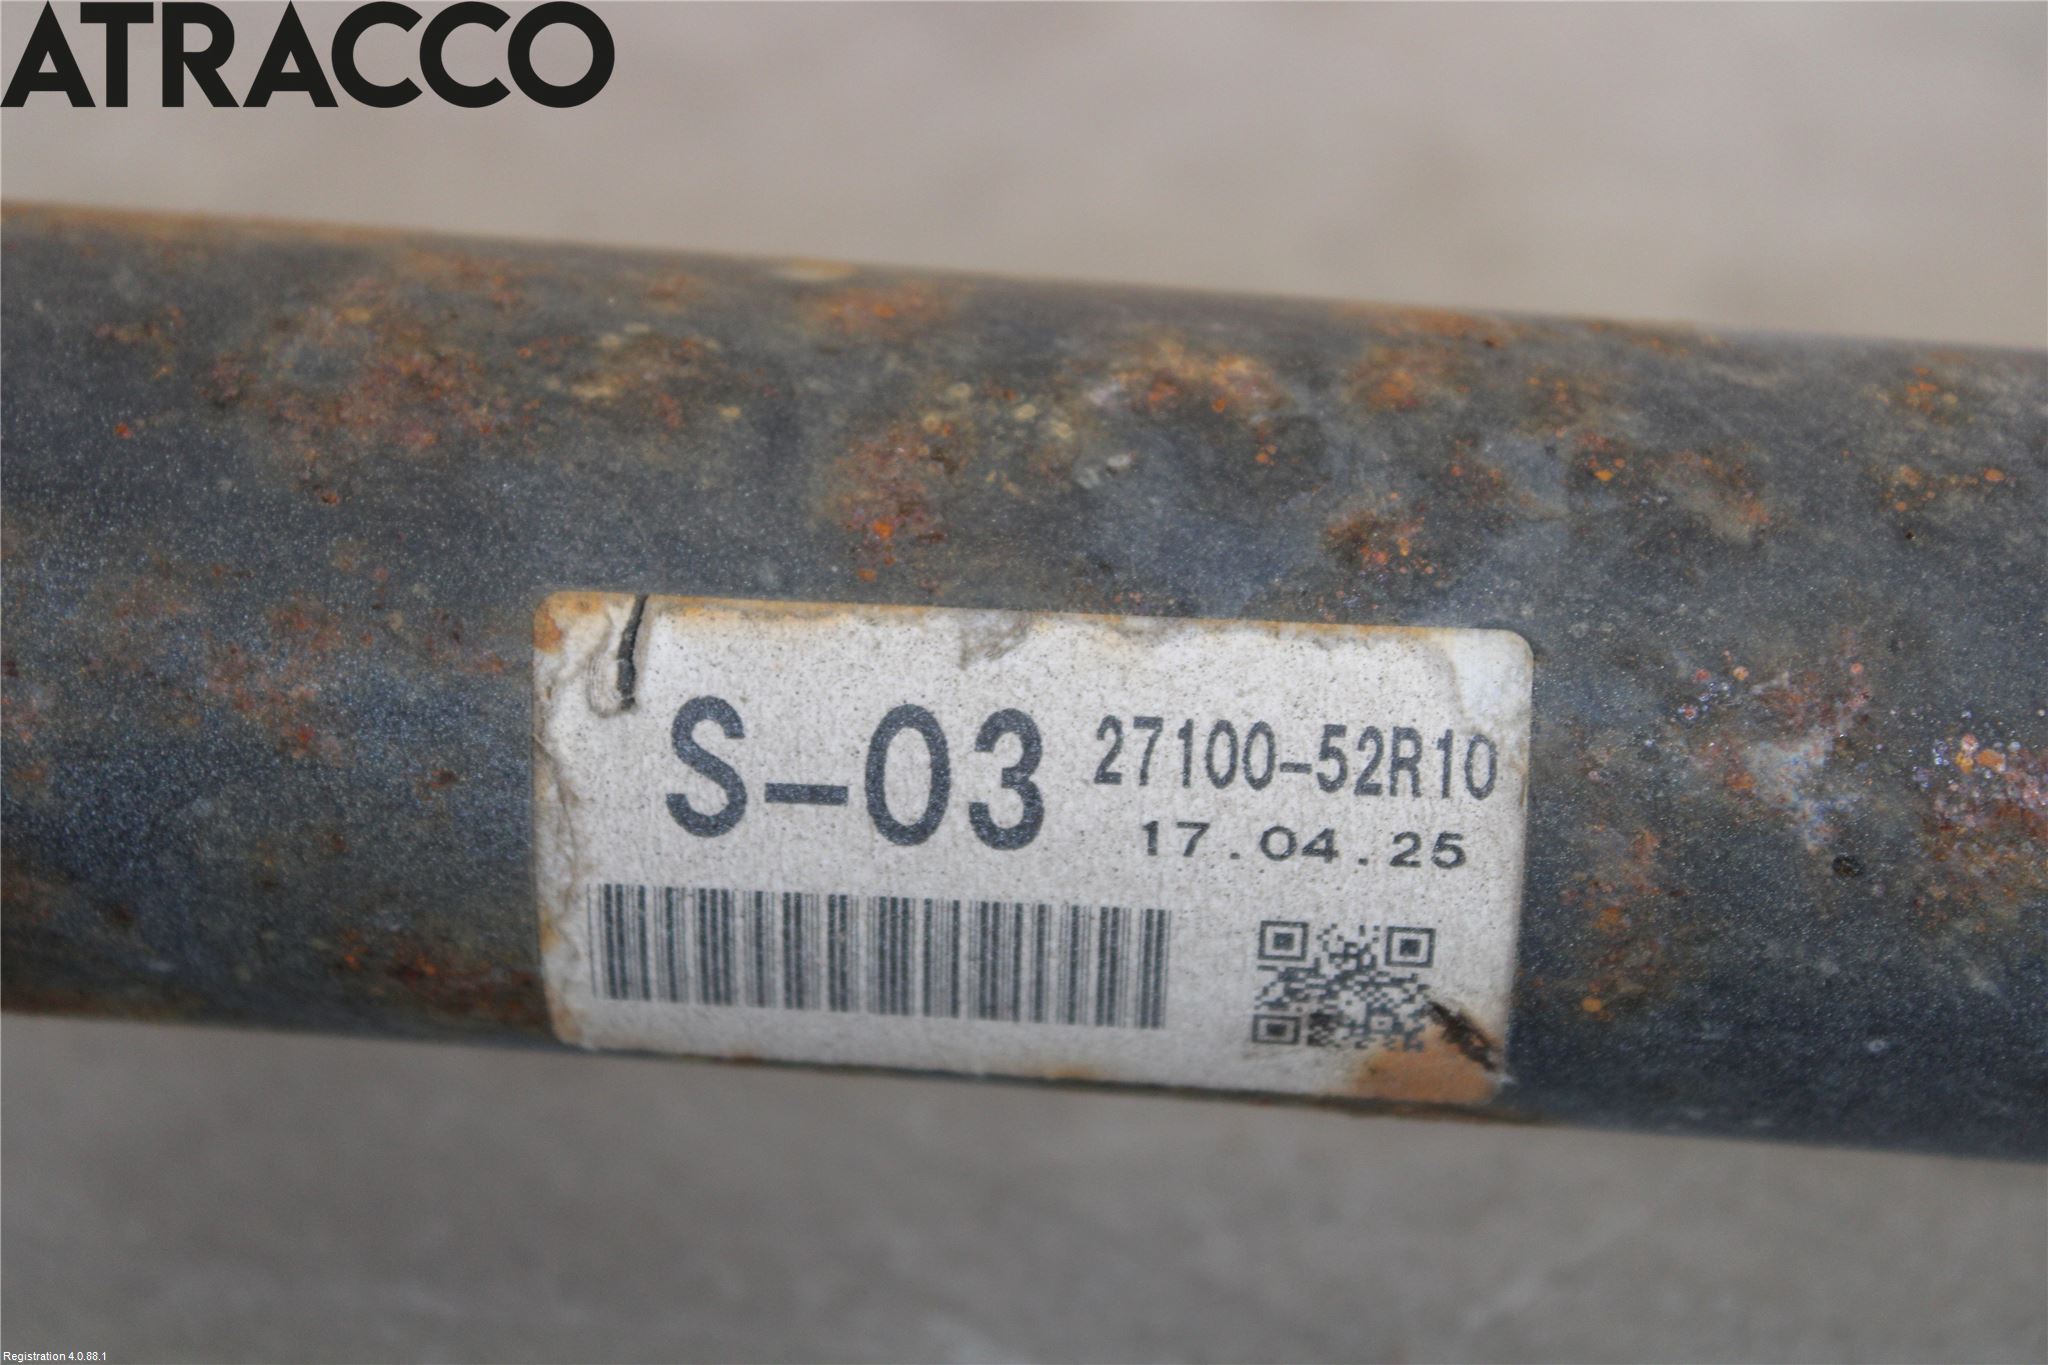 ATRACCO
S-03 27100-52R10
17.04.25
Registration 4.0.88.1